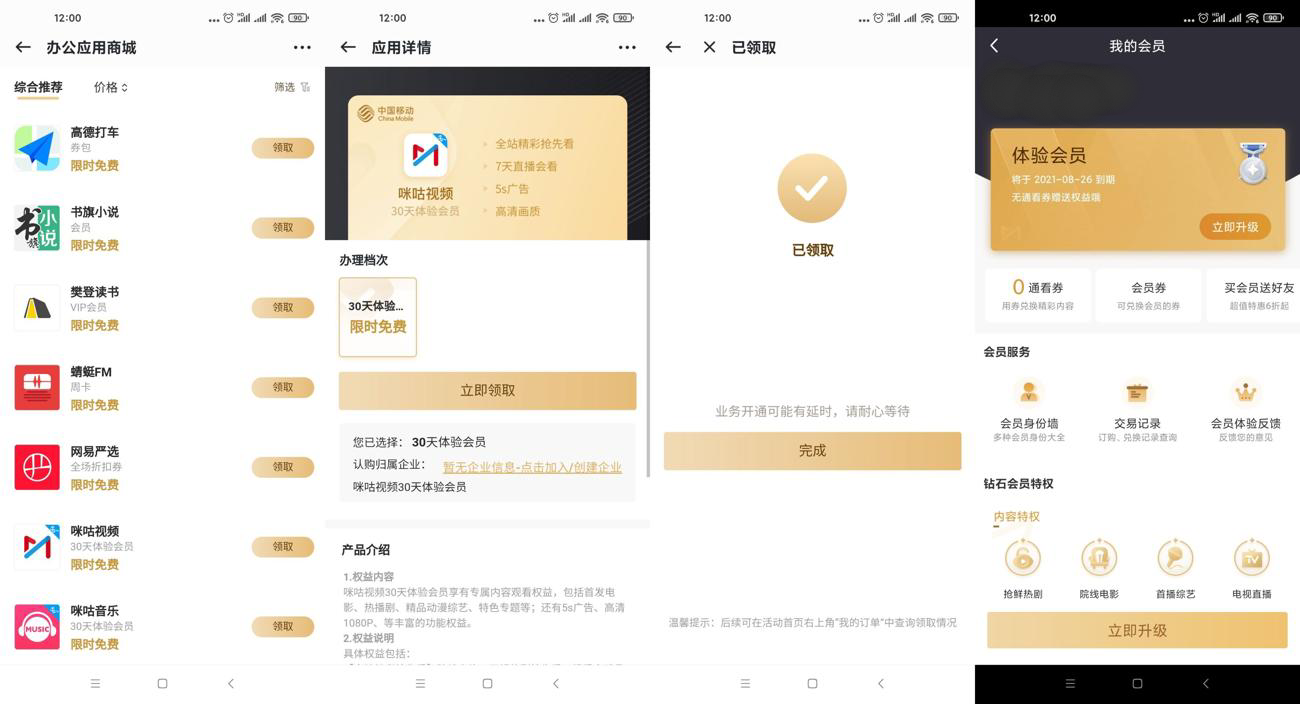 12:00
90
办公应用商城
综合推荐
价格
筛选
高德打车
券包
限时免费
领取
书旗小说
会员
限时免费
领取
樊登读书
VIP会员
限时免费
领取
蜻蜓FM
周卡
限时免费
领取
网易严选
全场折扣券
限时免费
领取
咪咕视频
30天体验会员
限时免费
领取
MUSIC
咪咕音乐
30天体验会员
限时免费
领取
12:00
90
应用详情
中国移动
China Mobile
咪咕视频
30天体验会员
全站精彩抢先看
7天直播会看
5s广告
高清画质
办理档次
30天体验...
限时免费
立即领取
您已选择：30天体验会员
认购归属企业：暂无企业信息-点击加入/创建企业
咪咕视频30天体验会员
产品介绍
1.权益内容
咪咕视频30天体验会员享有专属内容观看权益，包括首发电
影、热播剧、精品动漫综艺、特色专题等；还有5s广告、高清
1080P、等丰富的功能权益。
2.权益说明
具体权益包括：
12:00
90
已领取
已领取
业务开通可能有延时，请耐心等待
完成
温馨提示：后续可在活动首页右上角“我的订单”中查询领取情况
12:00
90
我的会员
体验会员
将于 2021-08-26 到期
无通看券赠送权益哦
立即升级
0 通看券
用券兑换精彩内容
会员券
可兑换会员的券
买会员送好友
超值特惠6折起
会员服务
会员身份墙
多种会员身份大全
交易记录
订购、兑换记录查询
会员体验反馈
反馈您的意见
钻石会员特权
内容特权
抢鲜热剧
院线电影
首播综艺
TV
电视直播
立即升级